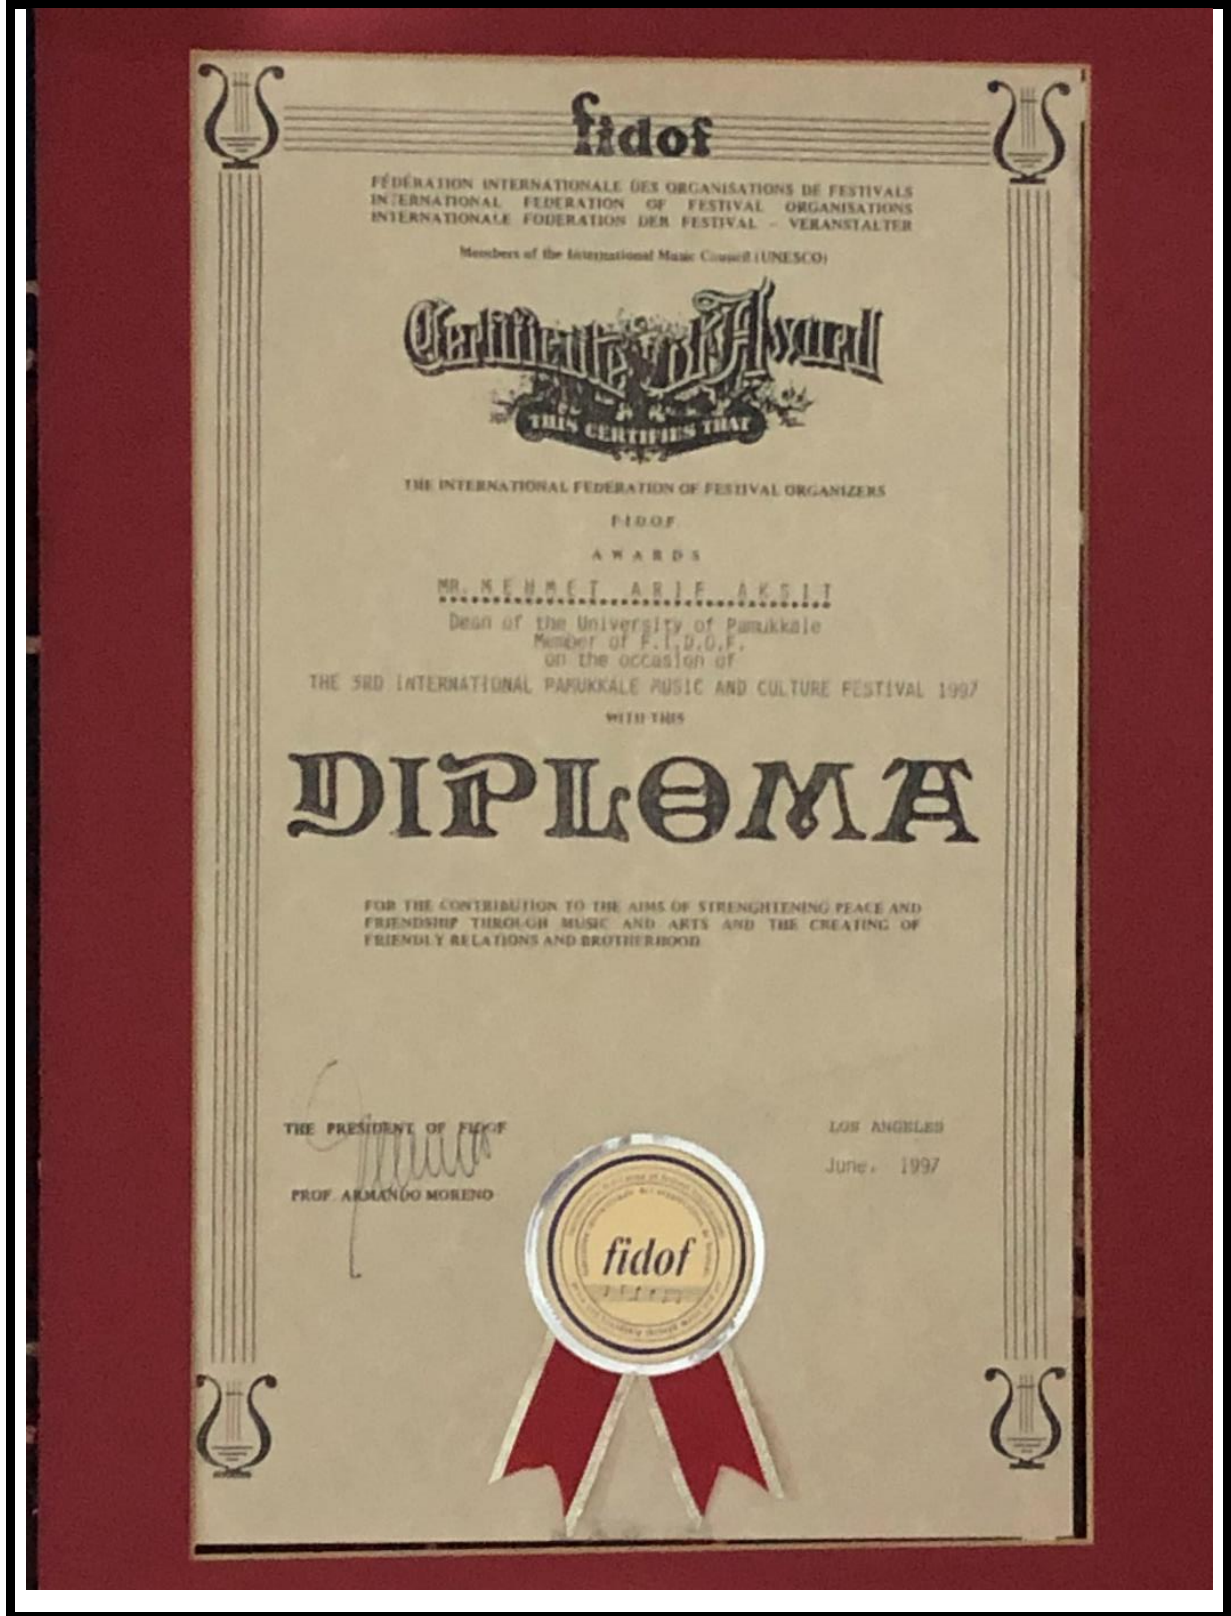 fidof
FÉDÉRATION INTERNATIONALE DES ORGANISATIONS DE FESTIVALS
INTERNATIONAL FEDERATION OF FESTIVAL ORGANISATIONS
INTERNATIONALE FODERATION DER FESTIVAL - VERANSTALTER
Members of the International Music Council (UNESCO)
Certificate of Award
THIS CERTIFIES THAT
THE INTERNATIONAL FEDERATION OF FESTIVAL ORGANIZERS
FIDOF
AWARDS
MR. MEHMET ARIF AKSIT
Dean of the University of Pamukkale
Member of F.I.D.O.F.
on the occasion of
THE 3RD INTERNATIONAL PAMUKKALE MUSIC AND CULTURE FESTIVAL 1997
WITH THIS
DIPLOMA
FOR THE CONTRIBUTION TO THE AIMS OF STRENGHTENING PEACE AND
FRIENDSHIP THROUGH MUSIC AND ARTS AND THE CREATING OF
FRIENDLY RELATIONS AND BROTHERHOOD
THE PRESIDENT OF FIDOF
PROF. ARMANDO MORENO
LOS ANGELES
June, 1997
fidof